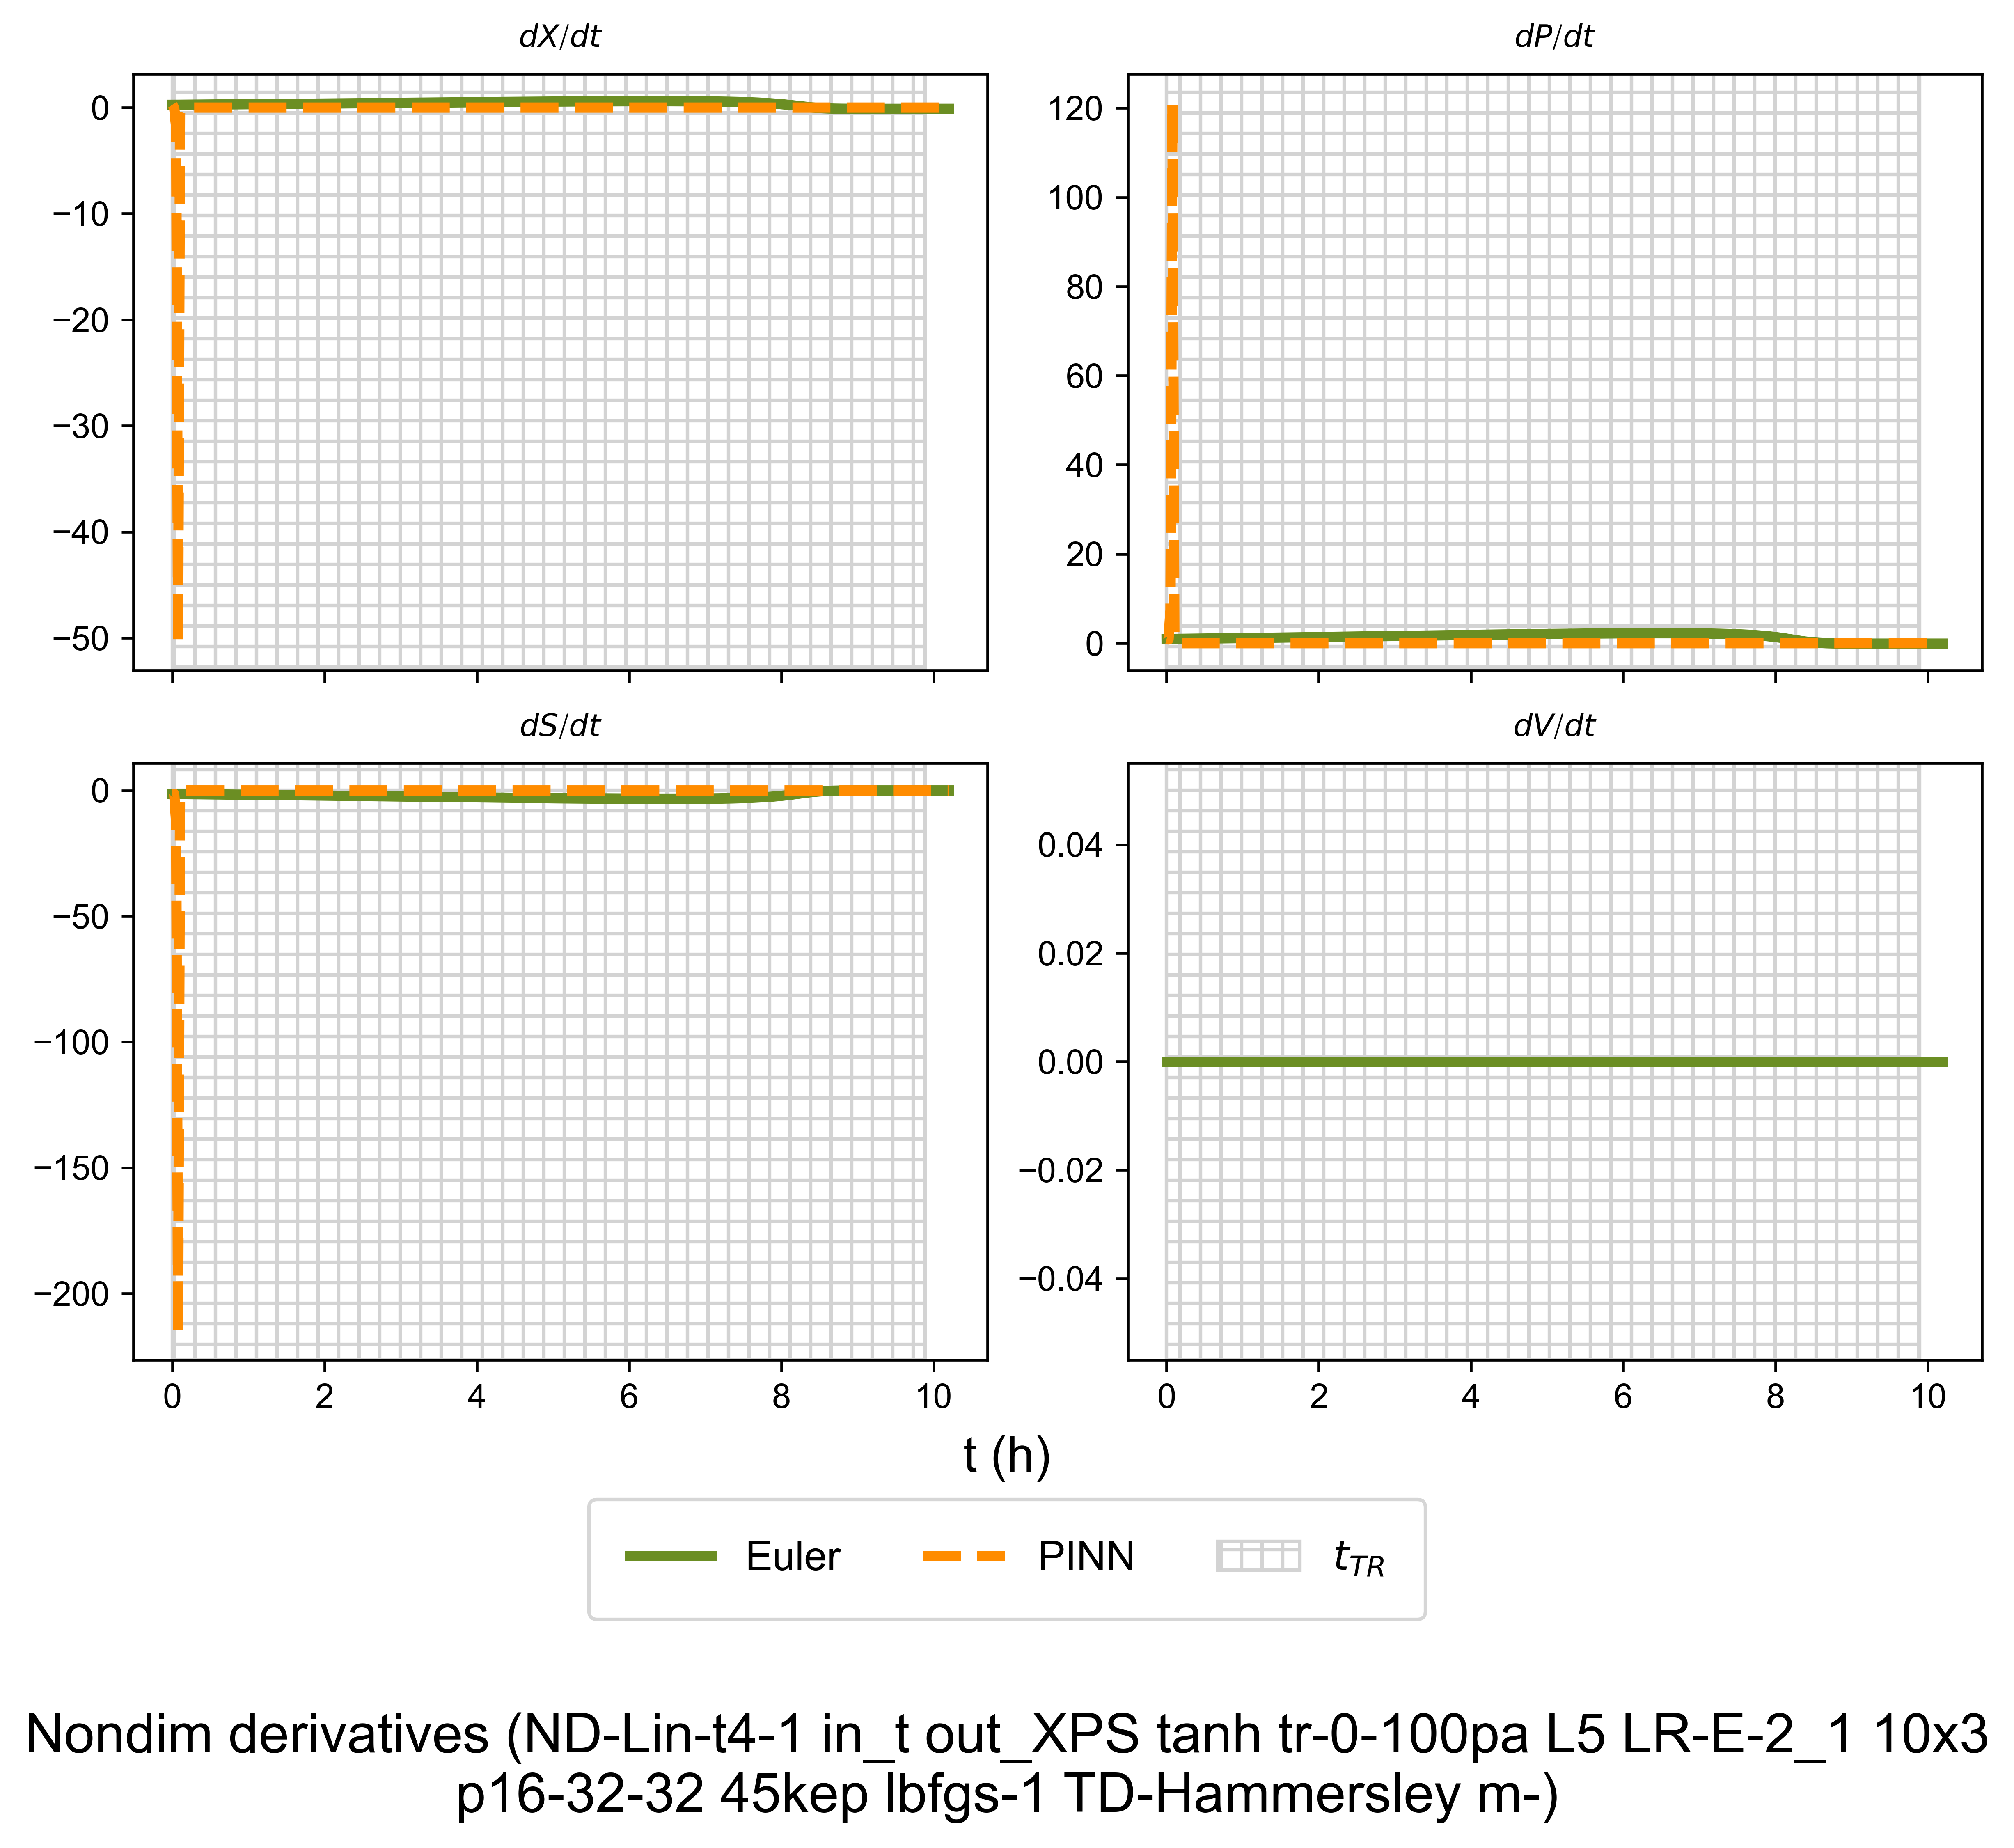 dX/dt
dP/dt
0
−10
−20
−30
−40
−50
120
100
80
60
40
20
0
dS/dt
dV/dt
0
−50
−100
−150
−200
0.04
0.02
0.00
−0.02
−0.04
0 2 4 6 8 10
0 2 4 6 8 10
t (h)
Euler PINN t_TR
Nondim derivatives (ND-Lin-t4-1 in_t out_XPS tanh tr-0-100pa L5 LR-E-2_1 10x3
p16-32-32 45kep lbfgs-1 TD-Hammersley m-)